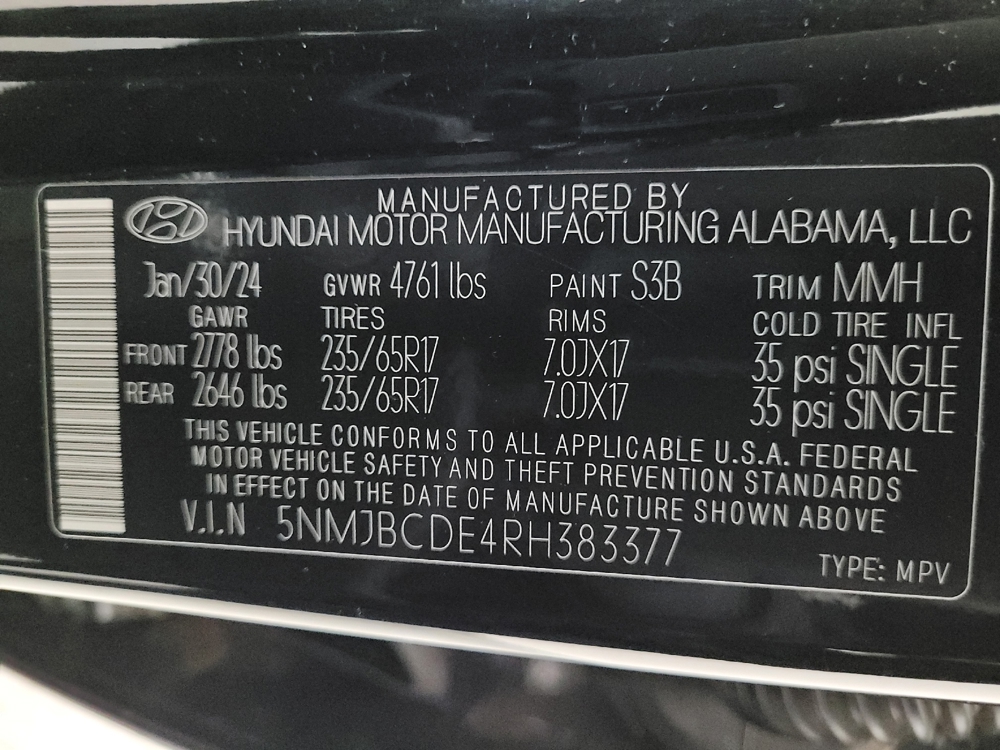 MANUFACTURED BY
HYUNDAI MOTOR MANUFACTURING ALABAMA, LLC
Jan/30/24 GVWR 4761 lbs PAINT S3B TRIM MMH
GAWR TIRES RIMS COLD TIRE INFL
FRONT 2778 lbs 235/65R17 7.0JX17 35 psi SINGLE
REAR 2646 lbs 235/65R17 7.0JX17 35 psi SINGLE
THIS VEHICLE CONFORMS TO ALL APPLICABLE U.S.A. FEDERAL
MOTOR VEHICLE SAFETY AND THEFT PREVENTION STANDARDS
IN EFFECT ON THE DATE OF MANUFACTURE SHOWN ABOVE
V.I.N 5NMJBCDE4RH383377
TYPE: MPV